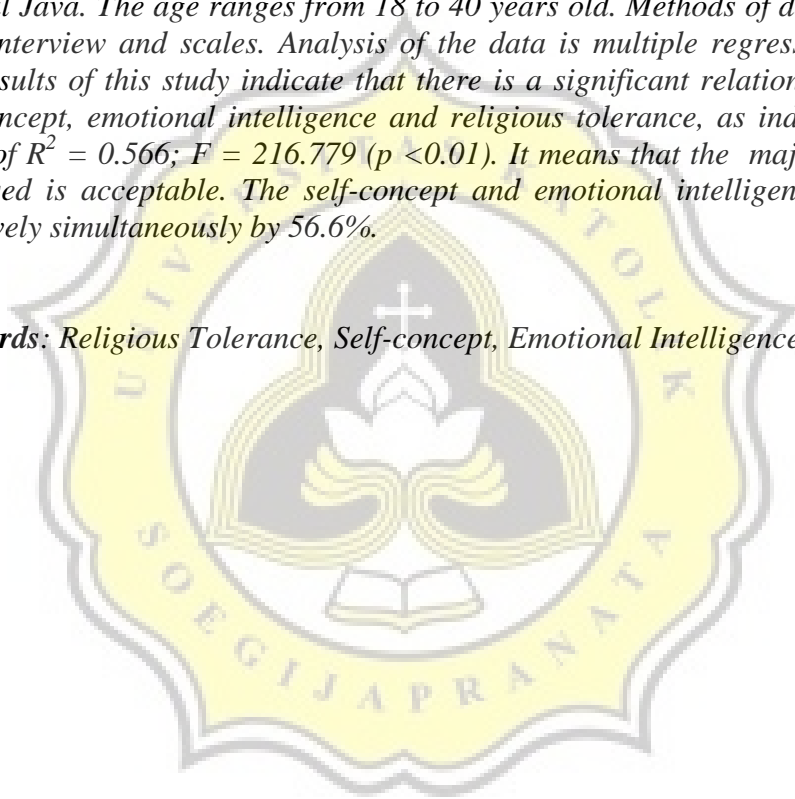 l Java. The age ranges from 18 to 40 years old. Methods of d
nterview and scales. Analysis of the data is multiple regres
sults of this study indicate that there is a significant relation
ncept, emotional intelligence and religious tolerance, as ind
of R² = 0.566; F = 216.779 (p <0.01). It means that the maj
ed is acceptable. The self-concept and emotional intelligen
vely simultaneously by 56.6%.
rds: Religious Tolerance, Self-concept, Emotional Intelligence
UNIVERSITAS KATOLIK
SOEGIJAPRANATA